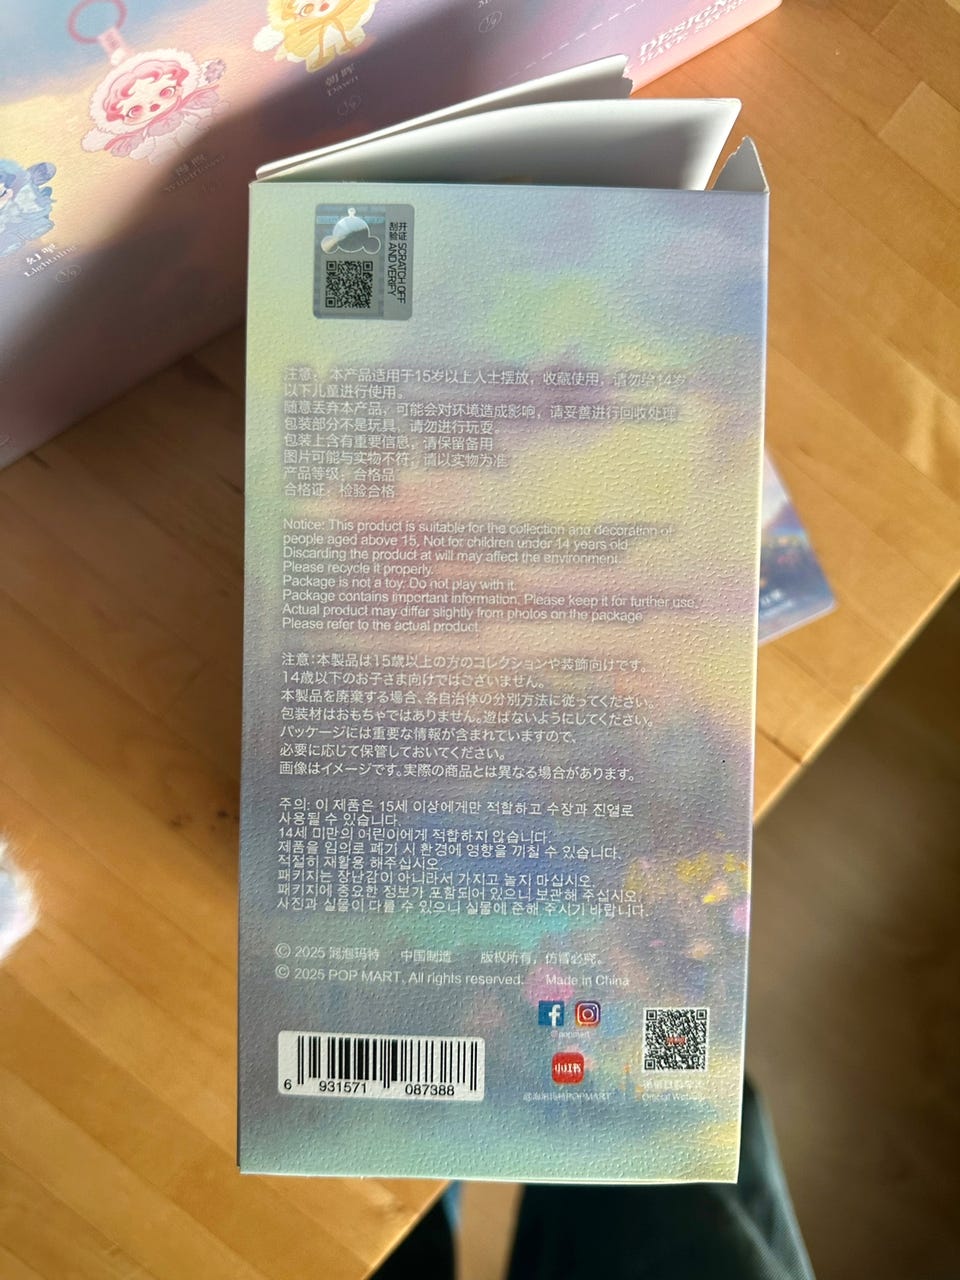 DESIGN
朝晖
Dawn
1/9
1/9
幻
Lightning
1/9
开证 SCRATCH OFF
刮验 AND VERIFY
注意：本产品适用于15岁以上人士摆放，收藏使用，请勿给14岁
以下儿童进行使用。
随意丢弃本产品，可能会对环境造成影响，请妥善进行回收处理
包装部分不是玩具，请勿进行玩耍。
包装上含有重要信息，请保留备用
图片可能与实物不符，请以实物为准
产品等级：合格品
合格证：检验合格
Notice: This product is suitable for the collection and decoration of
people aged above 15. Not for children under 14 years old
Discarding the product at will may affect the environment.
Please recycle it properly.
Package is not a toy. Do not play with it.
Package contains important information. Please keep it for further use.
Actual product may differ slightly from photos on the package
Please refer to the actual product
注意：本製品は15歳以上の方のコレクションや装飾向けです。
14歳以下のお子さま向けではございません。
本製品を廃棄する場合、各自治体の分別方法に従ってください。
包装材はおもちゃではありません。遊ばないようにしてください。
パッケージには重要な情報が含まれていますので、
必要に応じて保管しておいてください。
画像はイメージです。実際の商品とは異なる場合があります。
주의: 이 제품은 15세 이상에게만 적합하고 수장과 진열로
사용될 수 있습니다.
14세 미만의 어린이에게 적합하지 않습니다.
제품을 임의로 폐기 시 환경에 영향을 끼칠 수 있습니다.
적절히 재활용 해주십시오
패키지는 장난감이 아니라서 가지고 놀지 마십시오.
패키지에 중요한 정보가 포함되어 있으니 보관해 주십시오.
사진과 실물이 다를 수 있으니 실물에 준해 주시기 바랍니다.
© 2025 泡泡玛特 中国制造 版权所有，仿冒必究。
© 2025 POP MART, All rights reserved. Made in China
@popmart
小红书
@泡泡玛特POPMART
Official Website
6 931571 087388